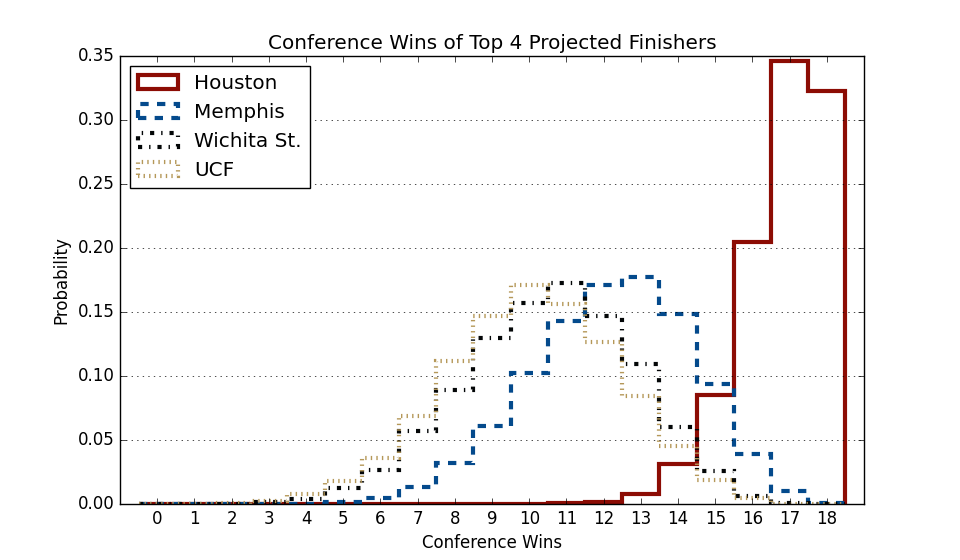 Conference Wins of Top 4 Projected Finishers
Houston
Memphis
Wichita St.
UCF
Probability
0.35
0.30
0.25
0.20
0.15
0.10
0.05
0.00
0 1 2 3 4 5 6 7 8 9 10 11 12 13 14 15 16 17 18
Conference Wins